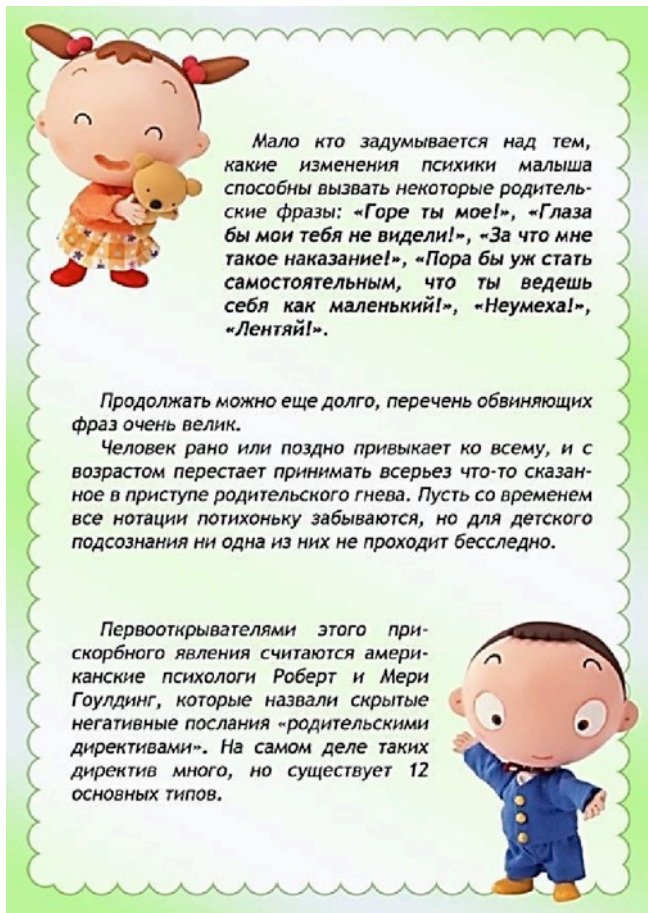 Мало кто задумывается над тем,
какие изменения психики малыша
способны вызвать некоторые родитель-
ские фразы: «Горе ты мое!», «Глаза
бы мои тебя не видели!», «За что мне
такое наказание!», «Пора бы уж стать
самостоятельным, что ты ведешь
себя как маленький!», «Неумеха!»,
«Лентяй!».
Продолжать можно еще долго, перечень обвиняющих
фраз очень велик.
Человек рано или поздно привыкает ко всему, и с
возрастом перестает принимать всерьез что-то сказан-
ное в приступе родительского гнева. Пусть со временем
все нотации потихоньку забываются, но для детского
подсознания ни одна из них не проходит бесследно.
Первооткрывателями этого при-
скорбного явления считаются амери-
канские психологи Роберт и Мери
Гоулдинг, которые назвали скрытые
негативные послания «родительскими
директивами». На самом деле таких
директив много, но существует 12
основных типов.